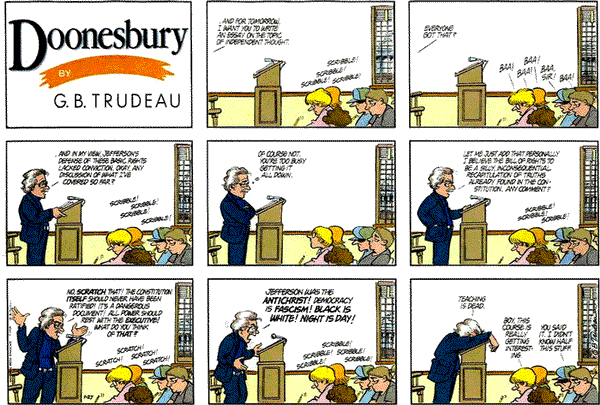 Doonesbury
BY
G. B. TRUDEAU
...AND FOR TOMORROW,
I WANT YOU TO WRITE
AN ESSAY ON THE TOPIC
OF INDEPENDENT THOUGHT.
SCRIBBLE!
SCRIBBLE!
SCRIBBLE! SCRIBBLE!
EVERYONE
GOT THAT?
BAA!
BAA!
BAA!
BAA,
SIR!
BAA!
...AND IN MY VIEW, JEFFERSON'S
DEFENSE OF THESE BASIC RIGHTS
LACKED CONVICTION. OKAY, ANY
DISCUSSION OF WHAT I'VE
COVERED SO FAR?
SCRIBBLE!
SCRIBBLE!
SCRIBBLE!
SCRIBBLE!
OF COURSE NOT.
YOU'RE TOO BUSY
GETTING IT
ALL DOWN.
LET ME JUST ADD THAT PERSONALLY
I BELIEVE THE BILL OF RIGHTS TO
BE A SILLY, INCONSEQUENTIAL
RECAPITULATION OF TRUTHS
ALREADY FOUND IN THE CON-
STITUTION. ANY COMMENT?
SCRIBBLE!
SCRIBBLE!
SCRIBBLE!
NO, SCRATCH THAT! THE CONSTITUTION
ITSELF SHOULD NEVER HAVE BEEN
RATIFIED! IT'S A DANGEROUS
DOCUMENT! ALL POWER SHOULD
REST WITH THE EXECUTIVE!
WHAT DO YOU THINK
OF THAT?
SCRATCH!
SCRATCH!
SCRATCH! SCRATCH!
JEFFERSON WAS THE
ANTICHRIST! DEMOCRACY
IS FASCISM! BLACK IS
WHITE! NIGHT IS DAY!
SCRIBBLE!
SCRIBBLE!
SCRIBBLE!
SCRIBBLE!
SCRIBBLE!
TEACHING
IS DEAD.
BOY, THIS
COURSE IS
REALLY
GETTING
INTEREST
ING.
YOU SAID
IT. I DIDN'T
KNOW HALF
THIS STUFF.